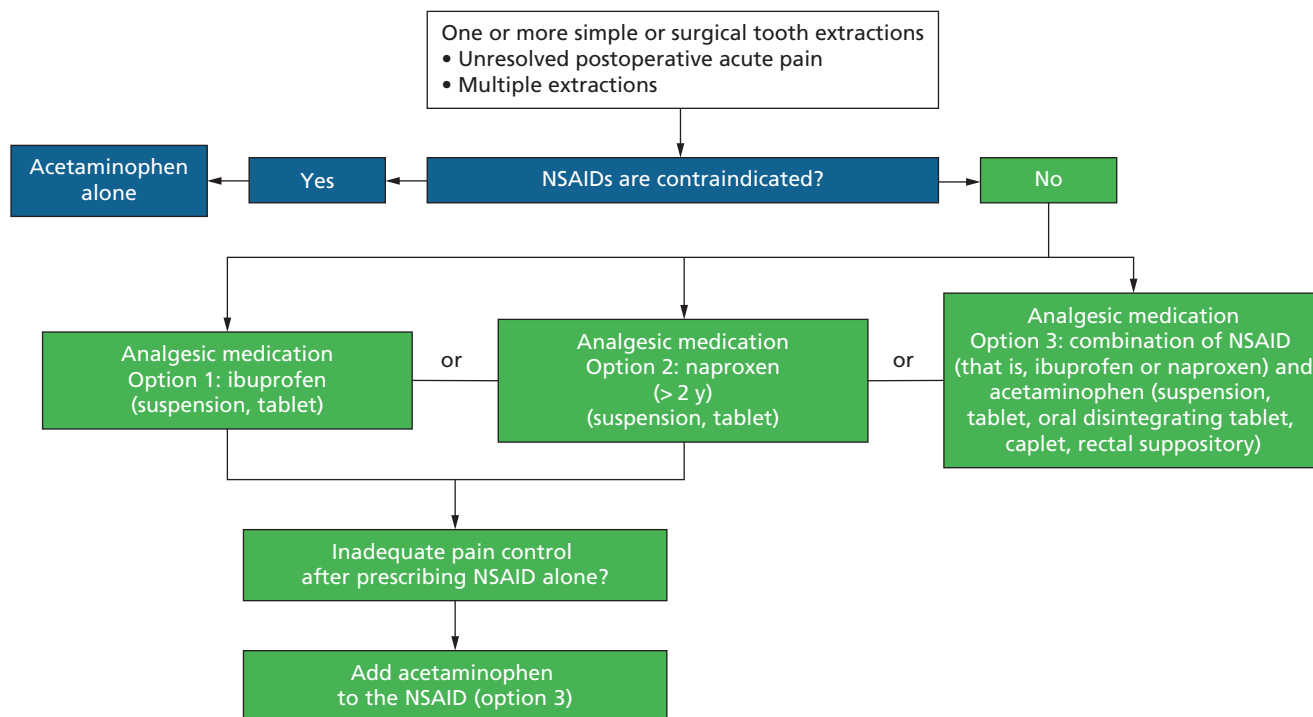 One or more simple or surgical tooth extractions
• Unresolved postoperative acute pain
• Multiple extractions
Acetaminophen
alone
Yes
NSAIDs are contraindicated?
No
Analgesic medication
Option 1: ibuprofen
(suspension, tablet)
or
Analgesic medication
Option 2: naproxen
(> 2 y)
(suspension, tablet)
or
Analgesic medication
Option 3: combination of NSAID
(that is, ibuprofen or naproxen) and
acetaminophen (suspension,
tablet, oral disintegrating tablet,
caplet, rectal suppository)
Inadequate pain control
after prescribing NSAID alone?
Add acetaminophen
to the NSAID (option 3)